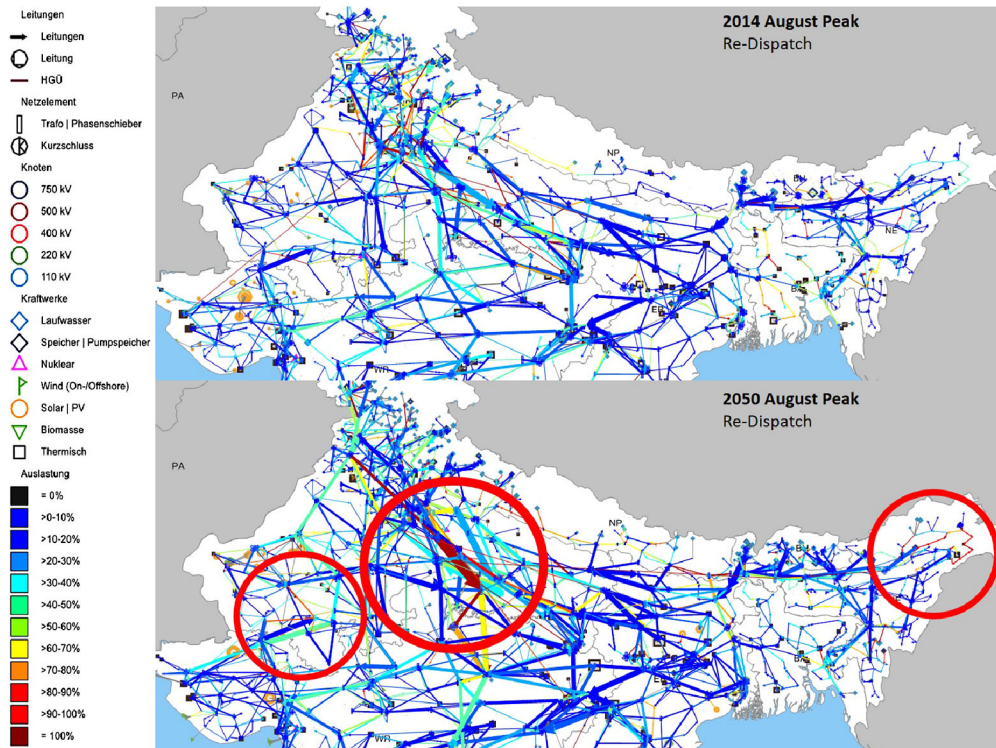 Leitungen
Leitungen
Leitung
HGÜ
Netzelement
Trafo | Phasenschieber
Kurzschluss
Knoten
750 kV
500 kV
400 kV
220 kV
110 kV
Kraftwerke
Laufwasser
Speicher | Pumpspeicher
Nuklear
Wind (On-/Offshore)
Solar | PV
Biomasse
Thermisch
Auslastung
= 0%
>0-10%
>10-20%
>20-30%
>30-40%
>40-50%
>50-60%
>60-70%
>70-80%
>80-90%
>90-100%
= 100%
2014 August Peak
Re-Dispatch
PA
NP
NE
WR
2050 August Peak
Re-Dispatch
PA
NP
WR